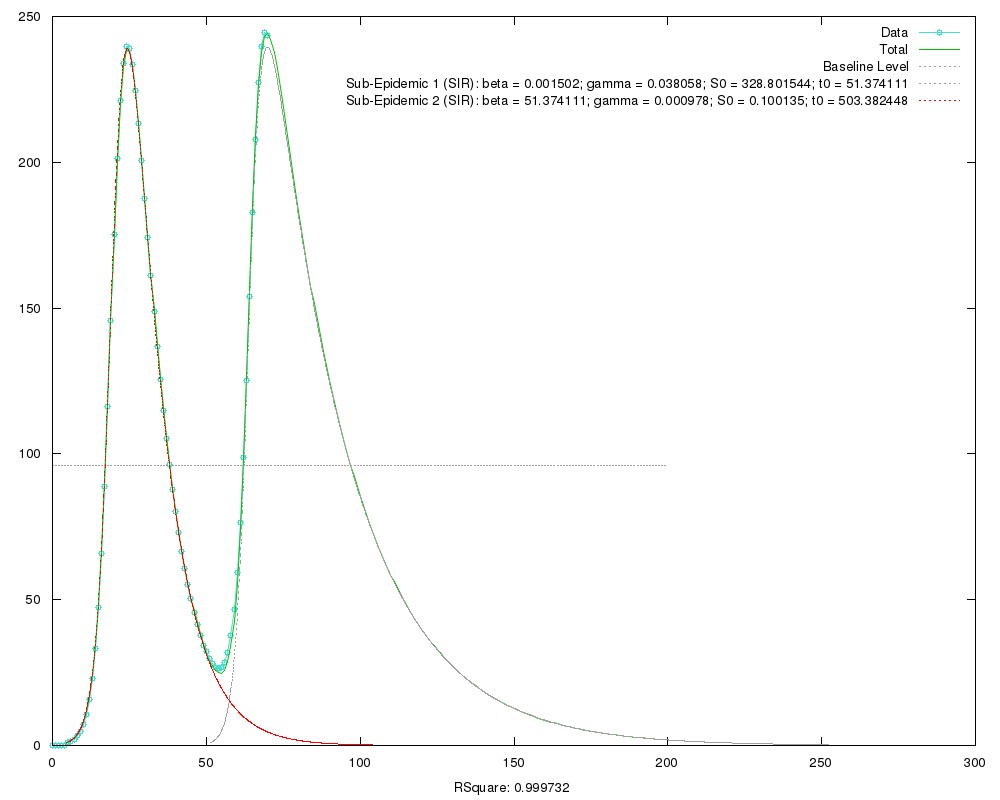 250
200
150
100
50
0
0 50 100 150 200 250 300
Data
Total
Baseline Level
Sub-Epidemic 1 (SIR): beta = 0.001502; gamma = 0.038058; S0 = 328.801544; t0 = 51.374111
Sub-Epidemic 2 (SIR): beta = 51.374111; gamma = 0.000978; S0 = 0.100135; t0 = 503.382448
RSquare: 0.999732